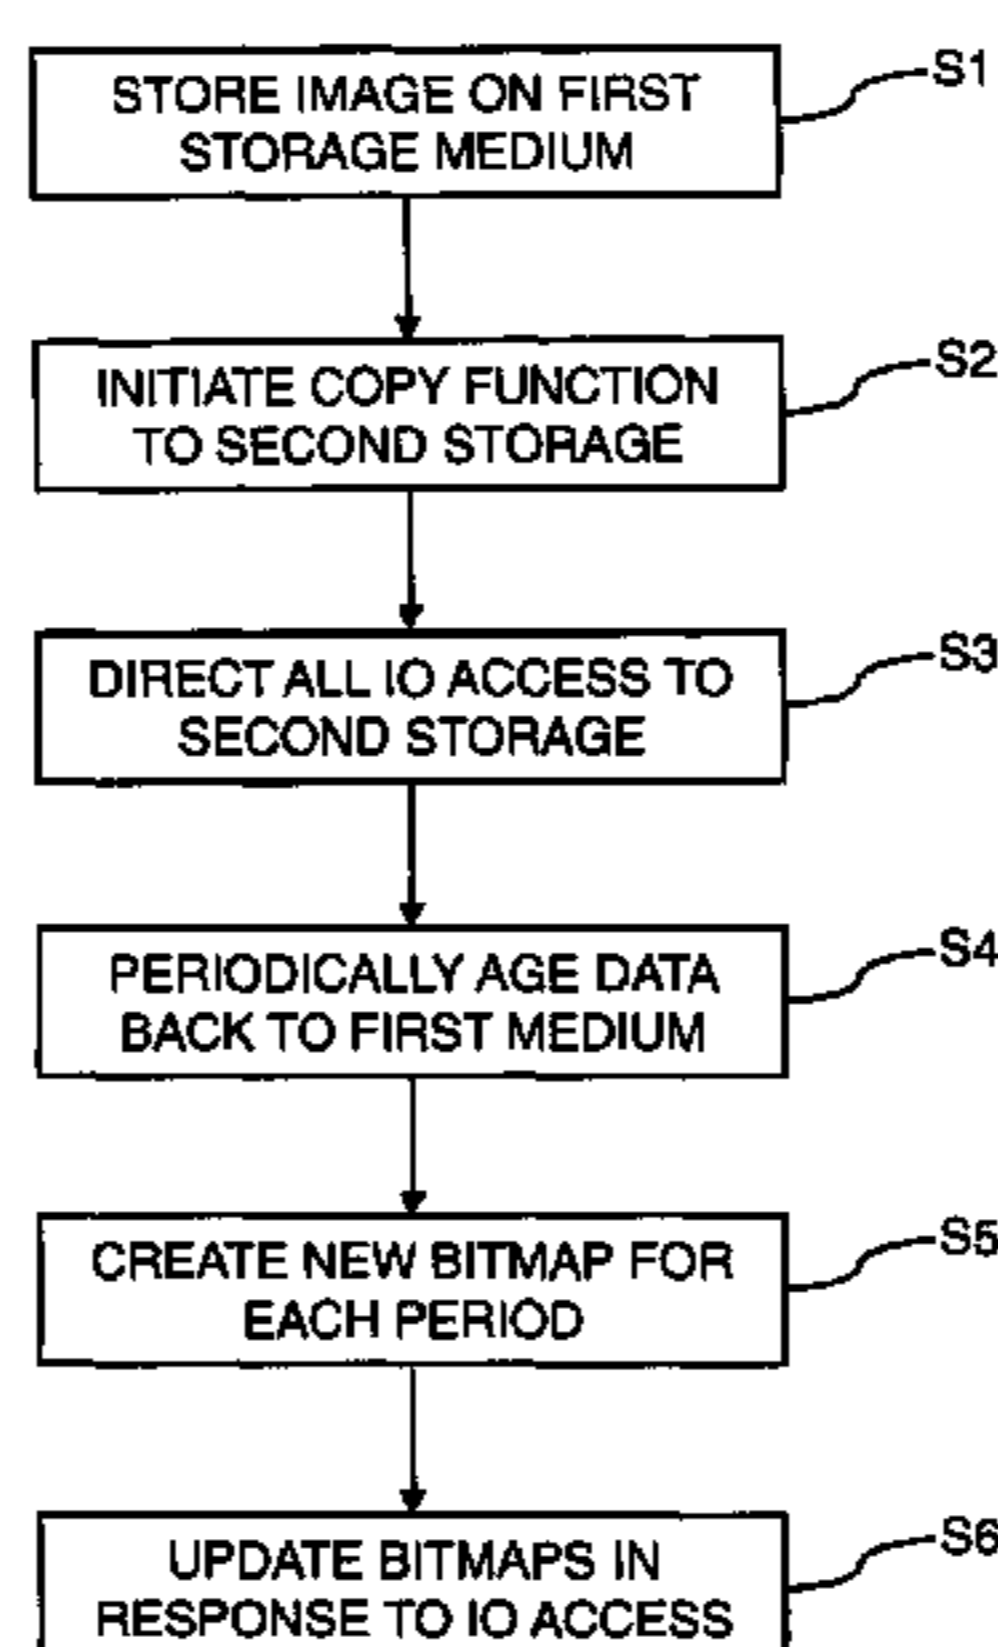 STORE IMAGE ON FIRST
STORAGE MEDIUM
S1
INITIATE COPY FUNCTION
TO SECOND STORAGE
S2
DIRECT ALL IO ACCESS TO
SECOND STORAGE
S3
PERIODICALLY AGE DATA
BACK TO FIRST MEDIUM
S4
CREATE NEW BITMAP FOR
EACH PERIOD
S5
UPDATE BITMAPS IN
RESPONSE TO IO ACCESS
S6